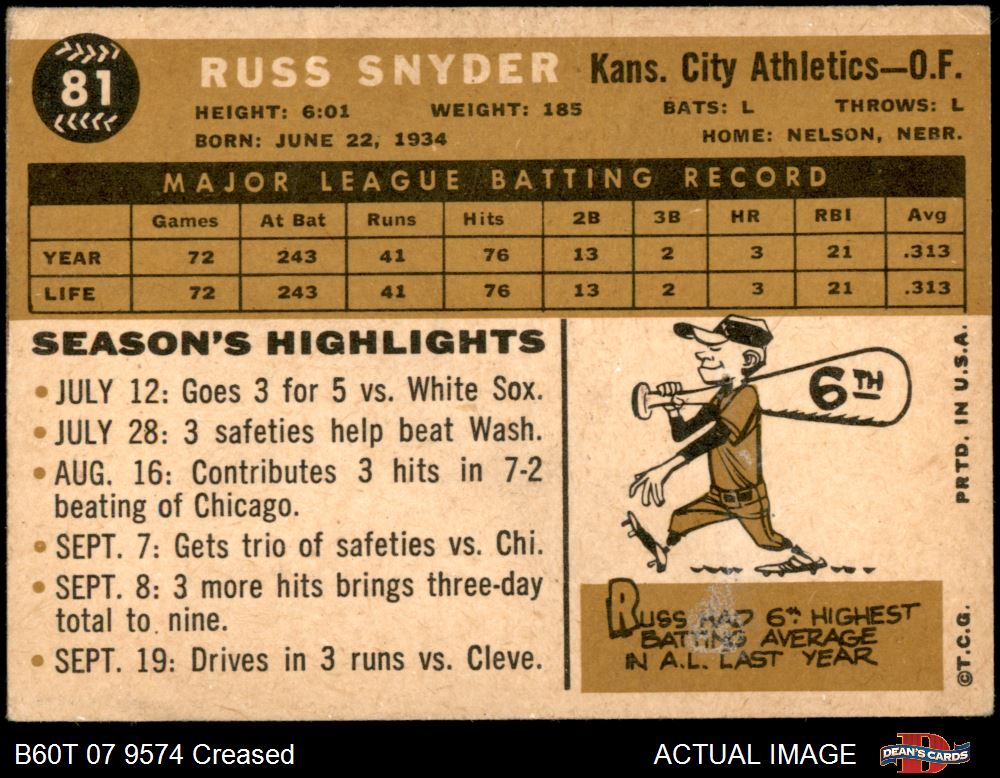 81
RUSS SNYDER Kans. City Athletics—O.F.
HEIGHT: 6:01 WEIGHT: 185 BATS: L THROWS: L
BORN: JUNE 22, 1934 HOME: NELSON, NEBR.
MAJOR LEAGUE BATTING RECORD
Games At Bat Runs Hits 2B 3B HR RBI Avg
YEAR 72 243 41 76 13 2 3 21 .313
LIFE 72 243 41 76 13 2 3 21 .313
SEASON'S HIGHLIGHTS
• JULY 12: Goes 3 for 5 vs. White Sox.
• JULY 28: 3 safeties help beat Wash.
• AUG. 16: Contributes 3 hits in 7-2
beating of Chicago.
• SEPT. 7: Gets trio of safeties vs. Chi.
• SEPT. 8: 3 more hits brings three-day
total to nine.
• SEPT. 19: Drives in 3 runs vs. Cleve.
6TH
RUSS HAD 6TH HIGHEST
BATTING AVERAGE
IN A.L. LAST YEAR
PRTD. IN U.S.A.
©T.C.G.
B60T 07 9574 Creased ACTUAL IMAGE
DEAN'S CARDS